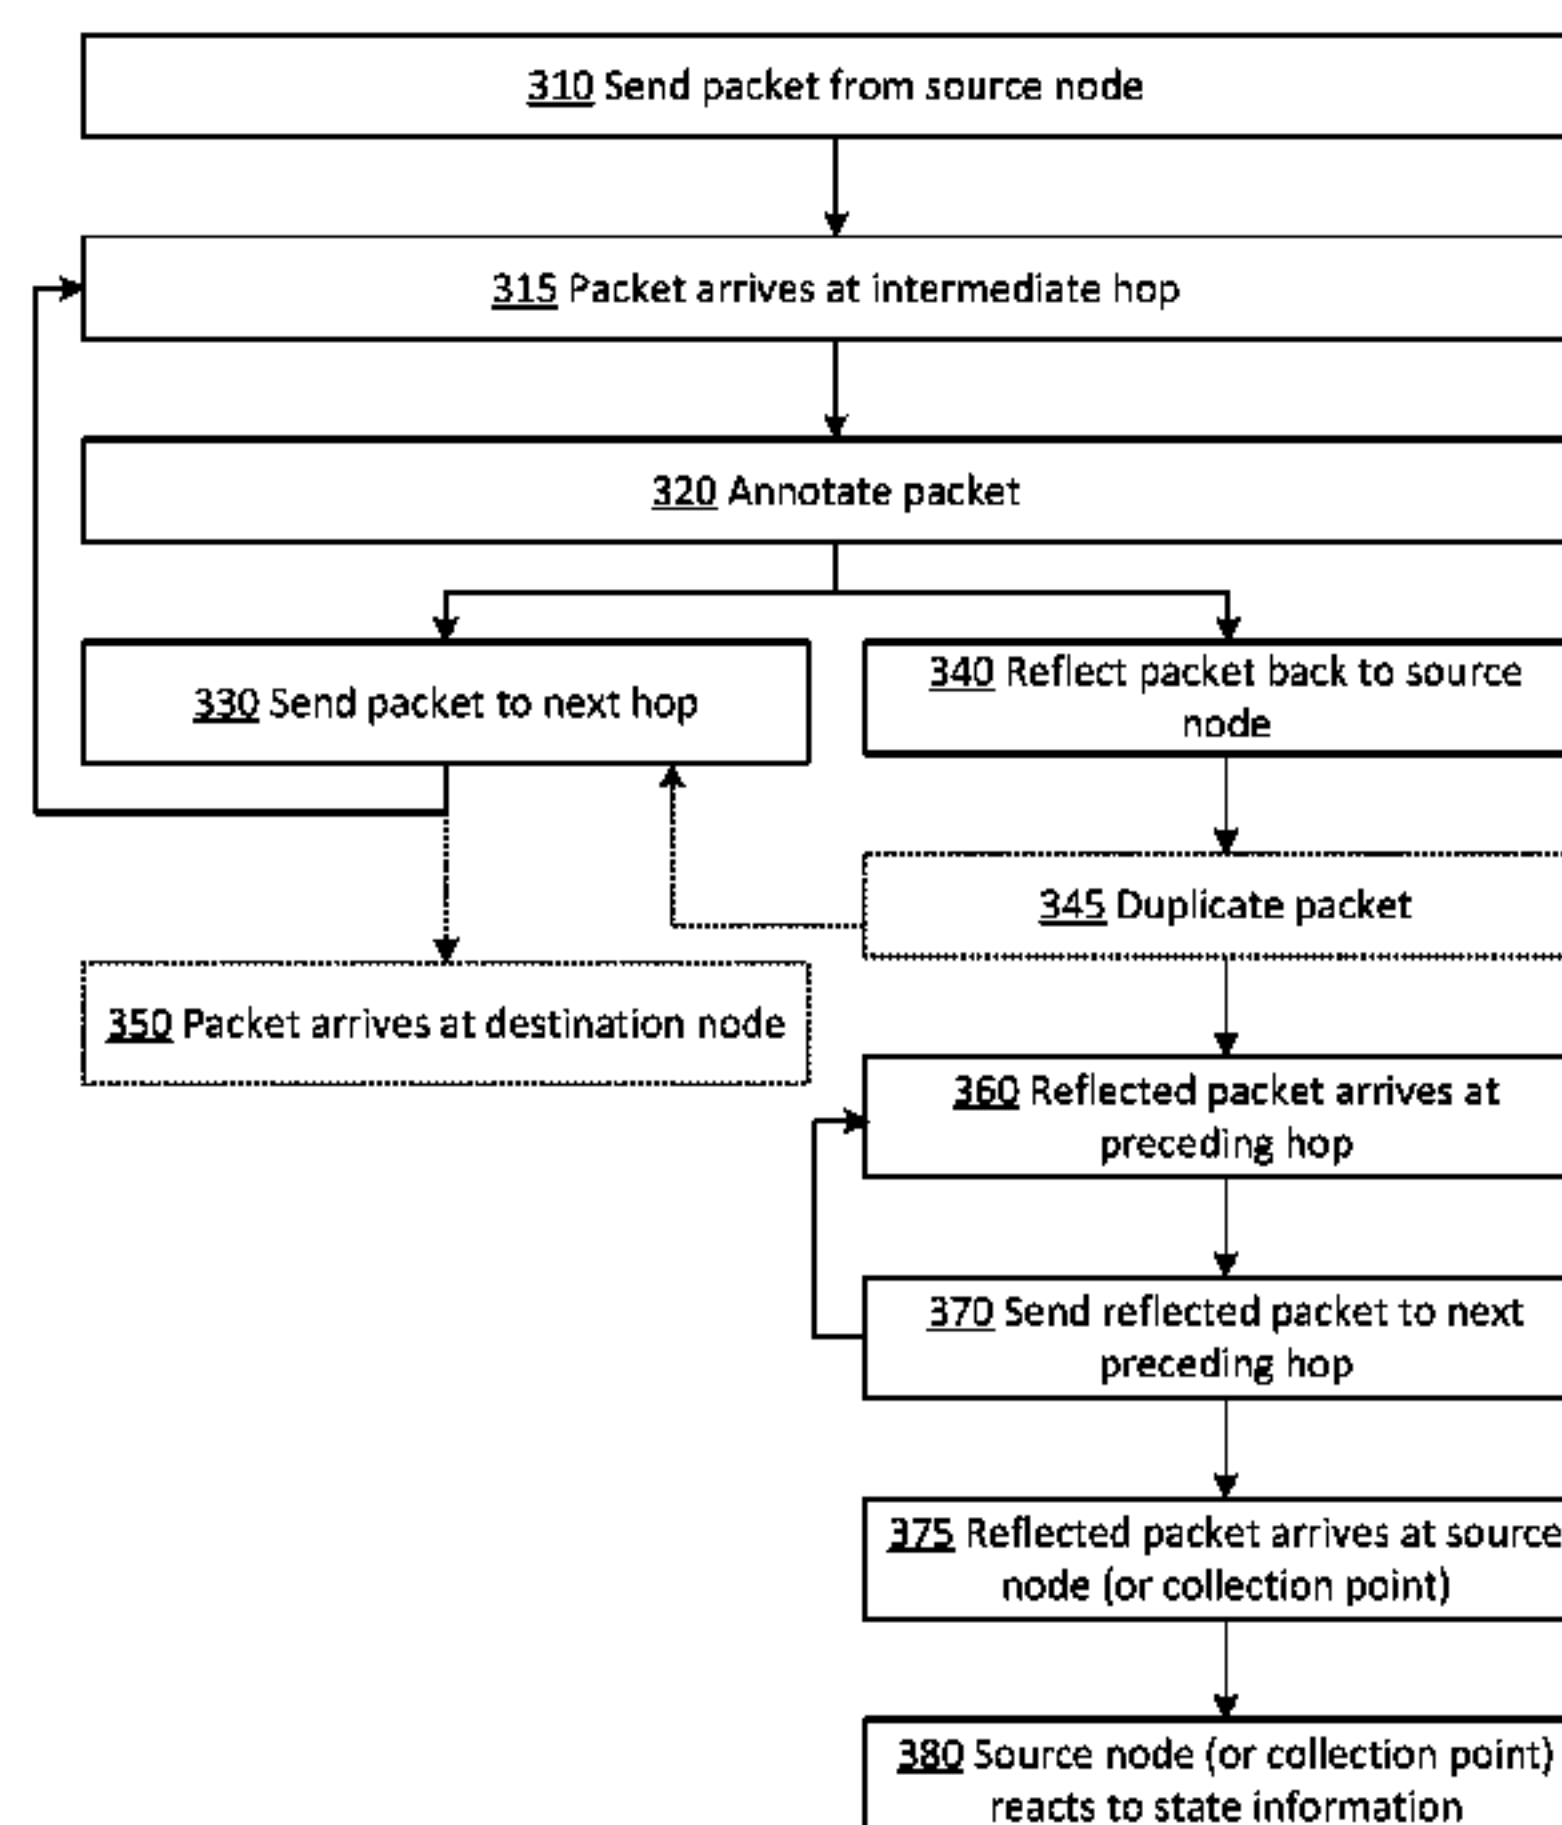 310 Send packet from source node
315 Packet arrives at intermediate hop
320 Annotate packet
330 Send packet to next hop
340 Reflect packet back to source
node
345 Duplicate packet
350 Packet arrives at destination node
360 Reflected packet arrives at
preceding hop
370 Send reflected packet to next
preceding hop
375 Reflected packet arrives at source
node (or collection point)
380 Source node (or collection point)
reacts to state information